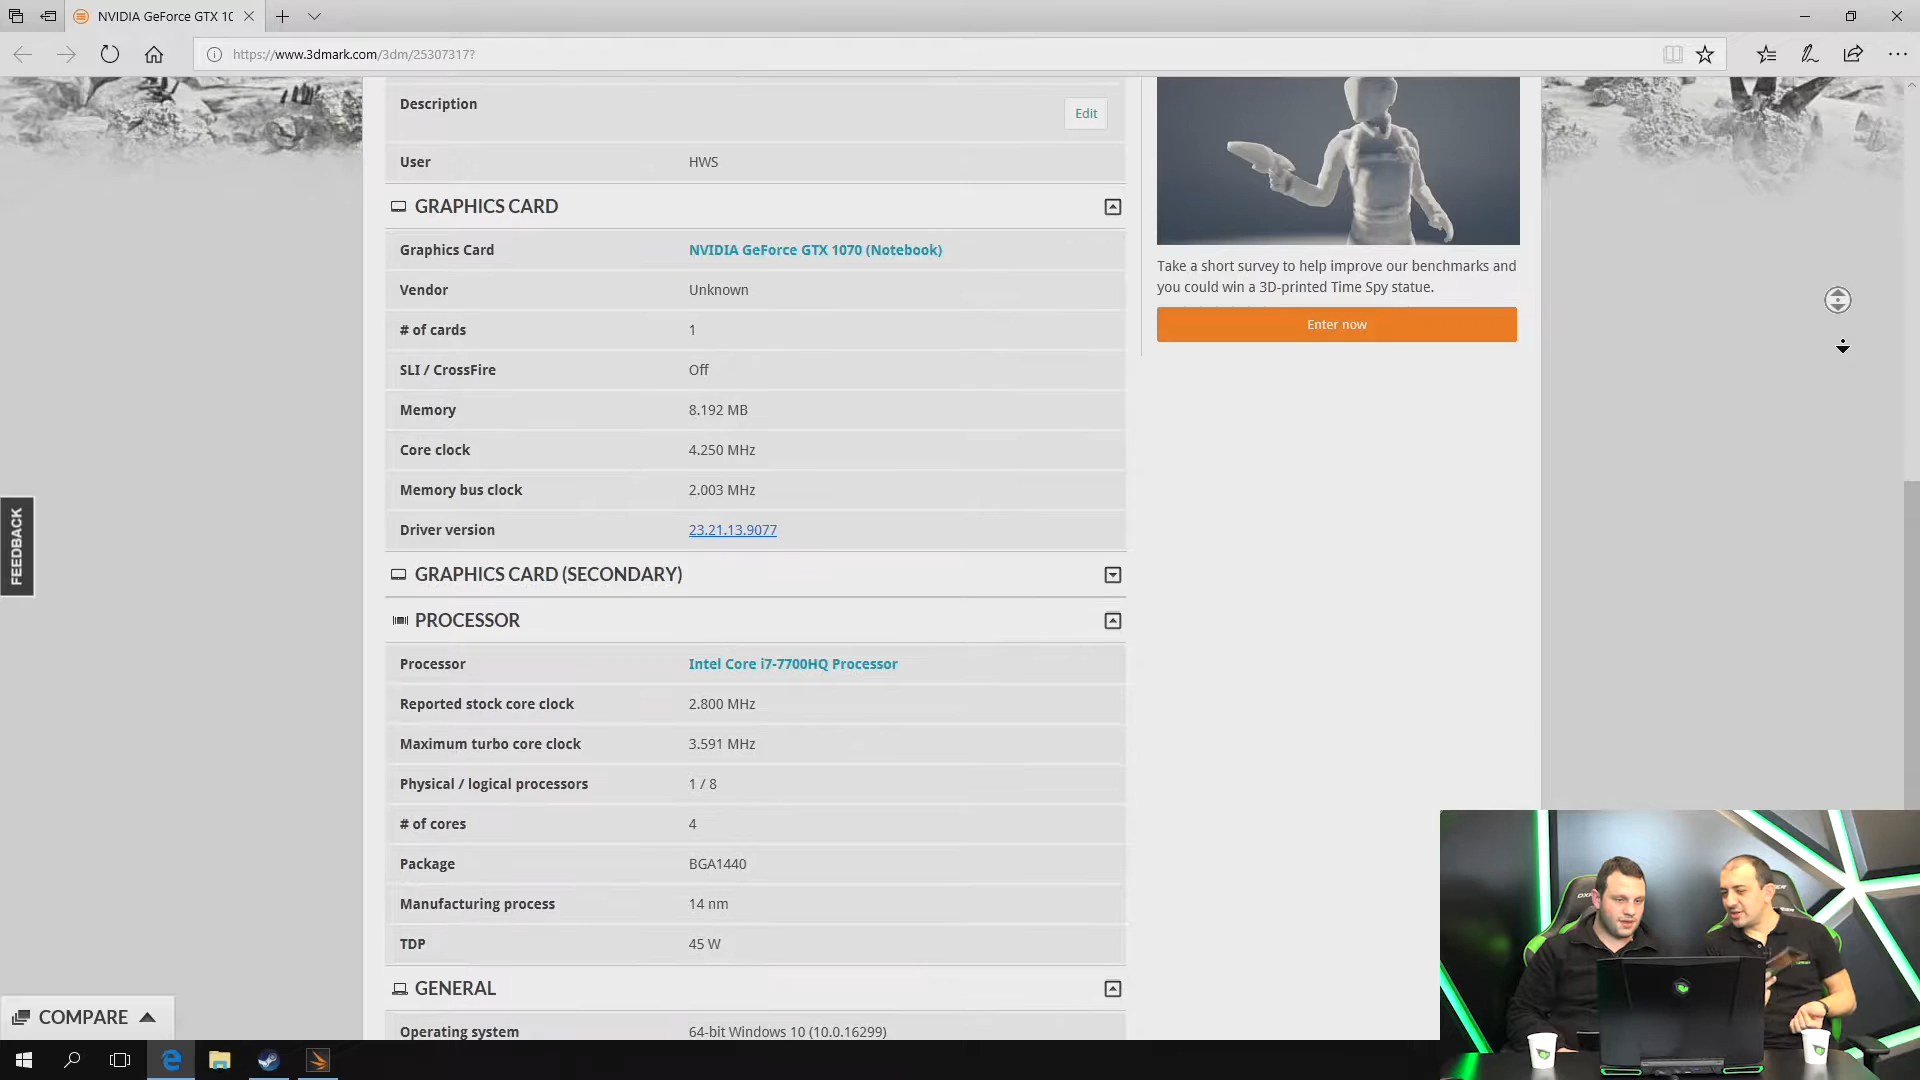 NVIDIA GeForce GTX 10
https://www.3dmark.com/3dm/25307317?
Description
Edit
User HWS
GRAPHICS CARD
Graphics Card NVIDIA GeForce GTX 1070 (Notebook)
Vendor Unknown
# of cards 1
SLI / CrossFire Off
Memory 8.192 MB
Core clock 4.250 MHz
Memory bus clock 2.003 MHz
Driver version 23.21.13.9077
GRAPHICS CARD (SECONDARY)
PROCESSOR
Processor Intel Core i7-7700HQ Processor
Reported stock core clock 2.800 MHz
Maximum turbo core clock 3.591 MHz
Physical / logical processors 1 / 8
# of cores 4
Package BGA1440
Manufacturing process 14 nm
TDP 45 W
GENERAL
Operating system 64-bit Windows 10 (10.0.16299)
Take a short survey to help improve our benchmarks and
you could win a 3D-printed Time Spy statue.
Enter now
FEEDBACK
COMPARE